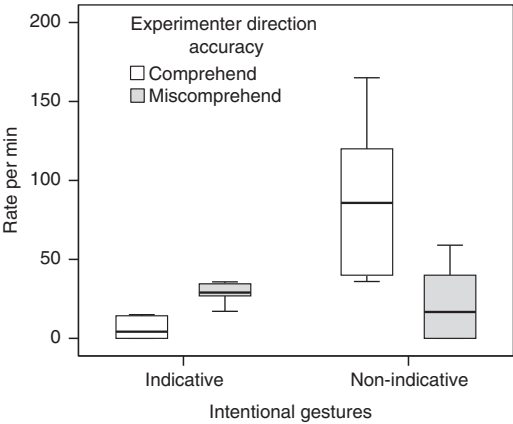 Experimenter direction
accuracy
Comprehend
Miscomprehend
200
150
100
50
0
Rate per min
Indicative
Non-indicative
Intentional gestures